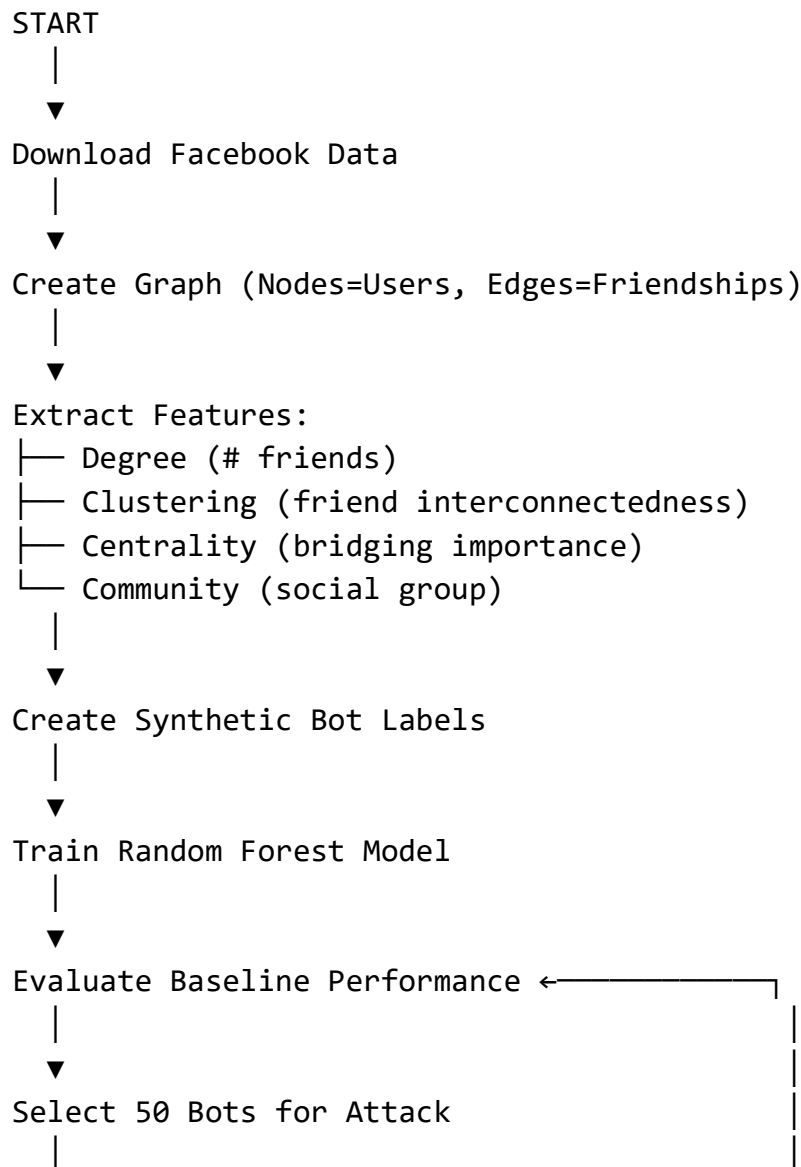 START
│
▼
Download Facebook Data
│
▼
Create Graph (Nodes=Users, Edges=Friendships)
│
▼
Extract Features:
├── Degree (# friends)
├── Clustering (friend interconnectedness)
├── Centrality (bridging importance)
└── Community (social group)
│
▼
Create Synthetic Bot Labels
│
▼
Train Random Forest Model
│
▼
Evaluate Baseline Performance ←─────────────┐
│ │
▼ │
Select 50 Bots for Attack │
│ │